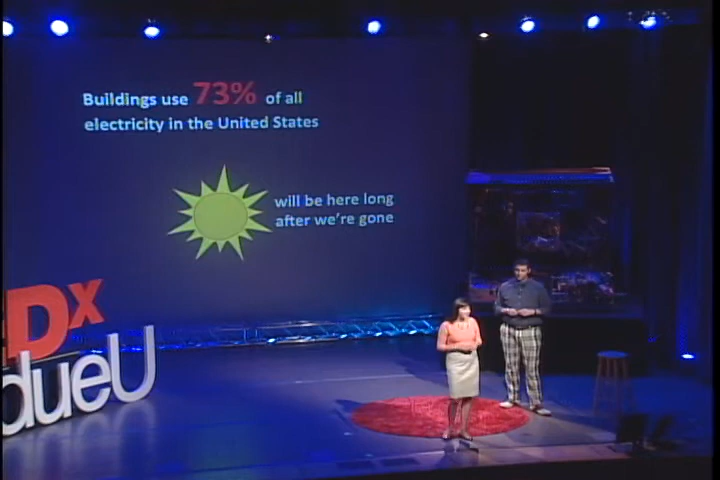 Buildings use 73% of all
electricity in the United States
will be here long
after we're gone
DX
dueU